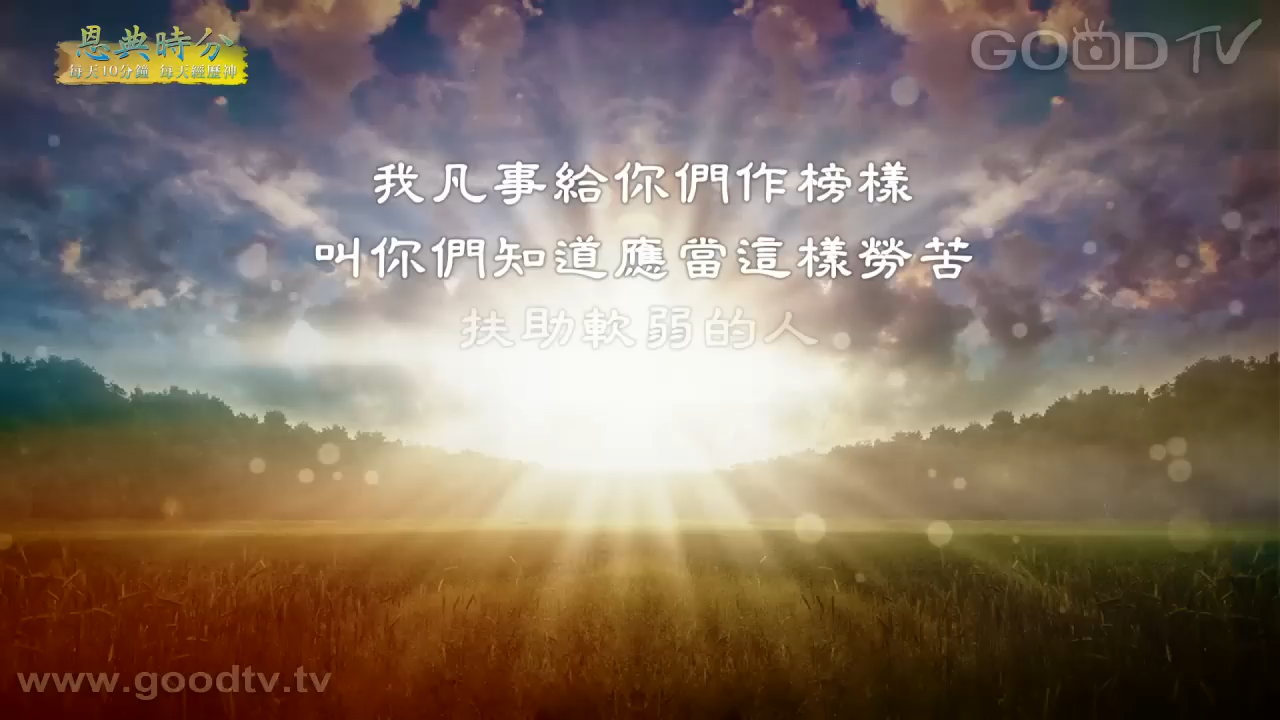 恩典時分
每天10分鐘 每天經歷神
GOOD TV
我凡事給你們作榜樣
叫你們知道應當這樣勞苦
扶助軟弱的人
www.goodtv.tv